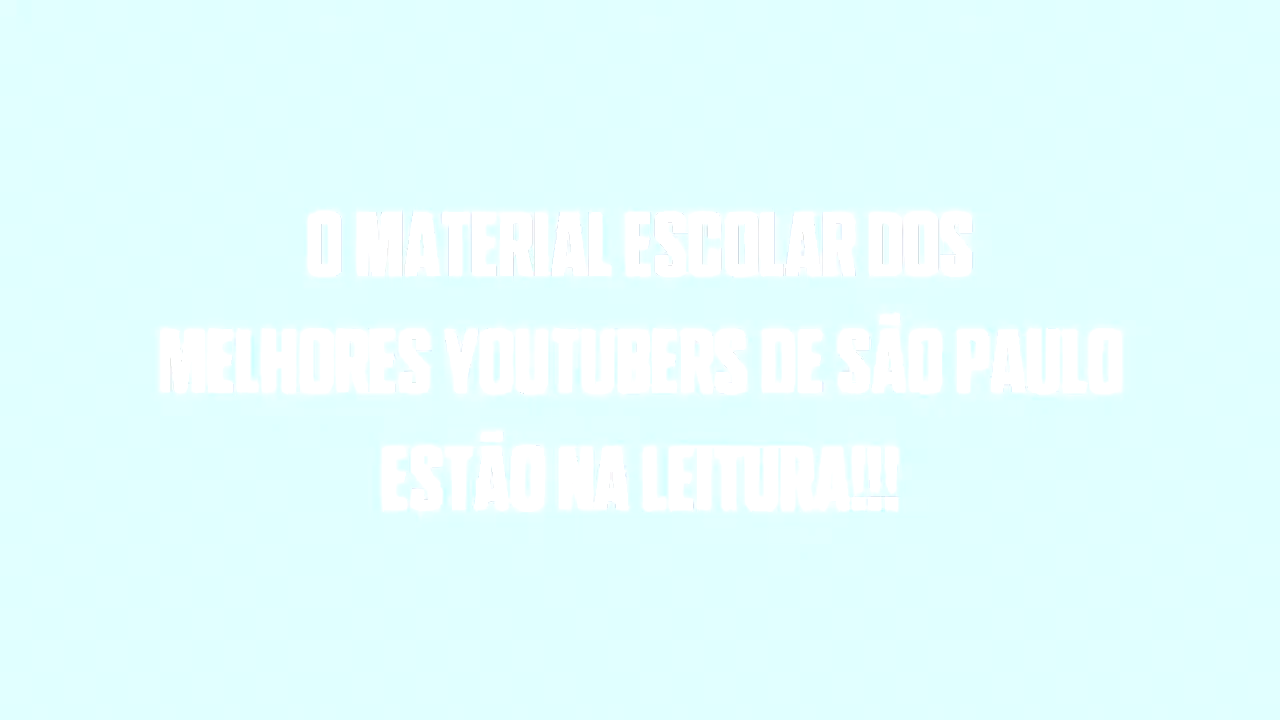 O MATERIAL ESCOLAR DOS
MELHORES YOUTUBERS DE SÃO PAULO
ESTÃO NA LEITURA!!!